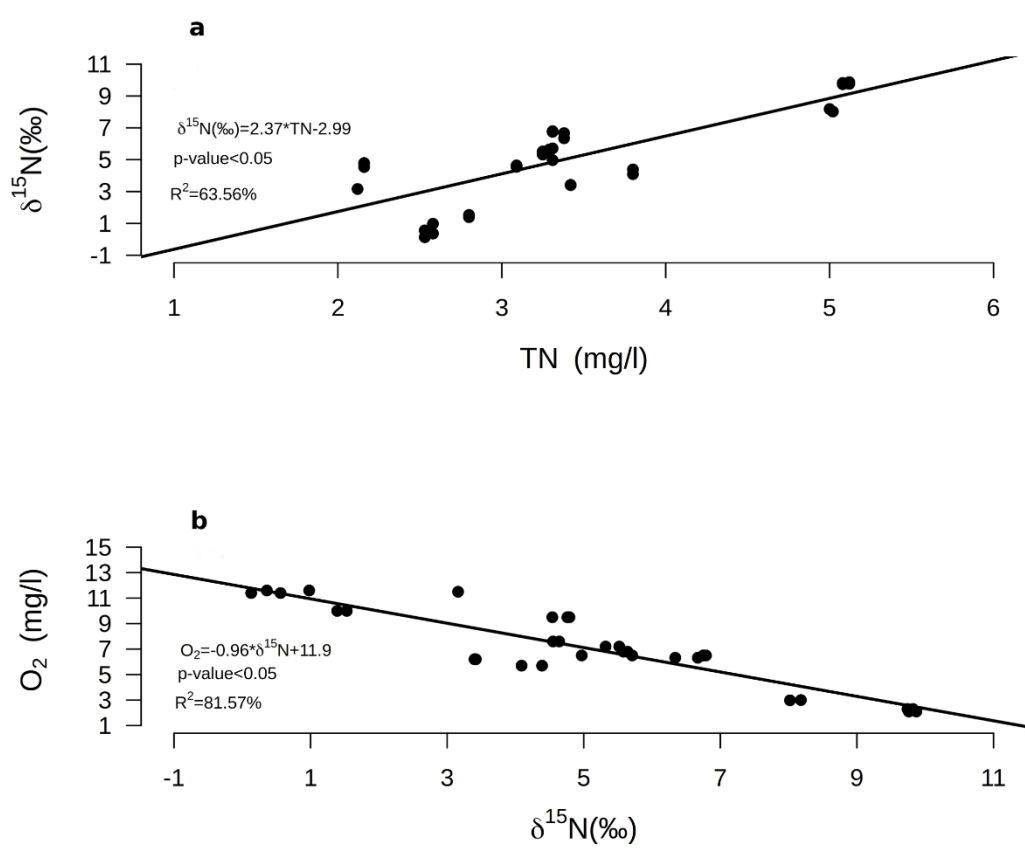 a
11
9
7
5
3
1
-1
δ¹⁵N(‰)
δ¹⁵N(‰)=2.37*TN-2.99
p-value<0.05
R²=63.56%
1 2 3 4 5 6
TN (mg/l)
b
15
13
11
9
7
5
3
1
O₂ (mg/l)
O₂=-0.96*δ¹⁵N+11.9
p-value<0.05
R²=81.57%
-1 1 3 5 7 9 11
δ¹⁵N(‰)